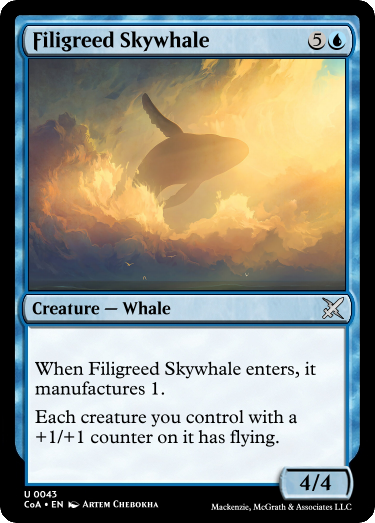 Filigreed Skywhale 5
Creature — Whale
When Filigreed Skywhale enters, it
manufactures 1.
Each creature you control with a
+1/+1 counter on it has flying.
4/4
U 0043
CoA • EN Artem Chebokha
Mackenzie, McGrath & Associates LLC